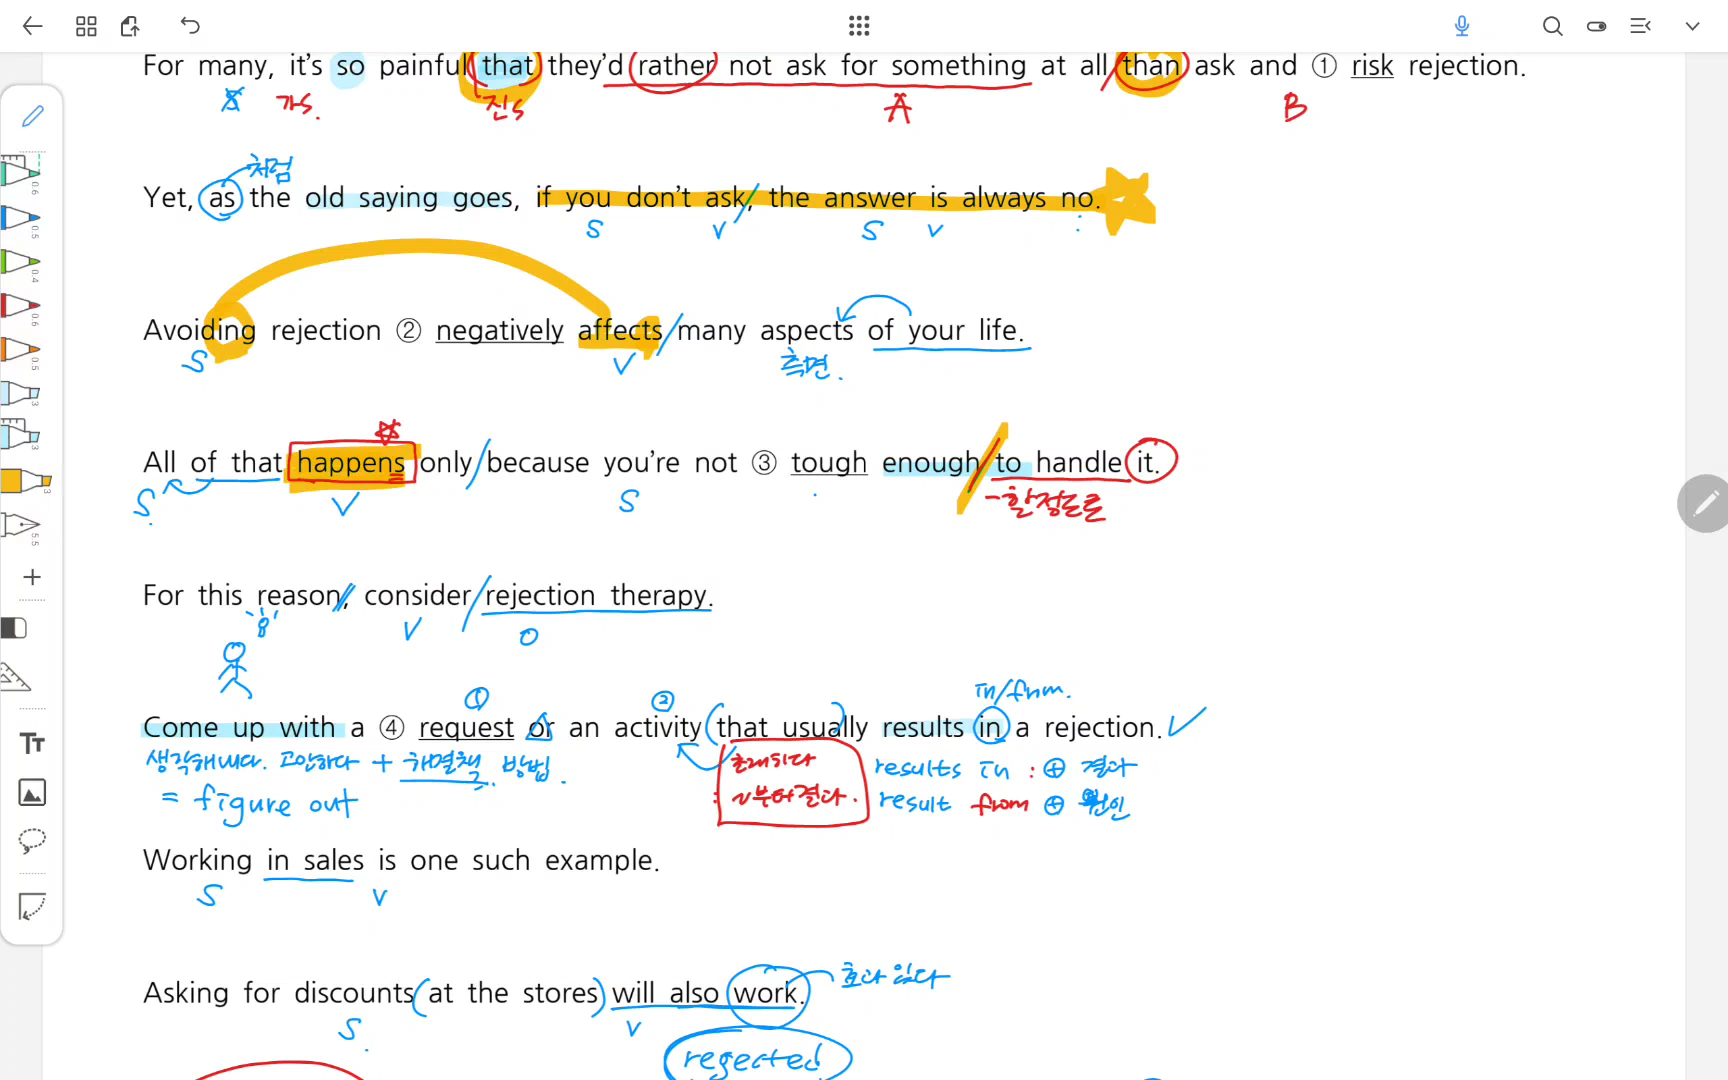 For many, it's so painful that they'd rather not ask for something at all than ask and ① risk rejection.
가S. 진S A B
처럼
Yet, as the old saying goes, if you don't ask, the answer is always no.
S V S V
Avoiding rejection ② negatively affects many aspects of your life.
S V 측면.
All of that happens only because you're not ③ tough enough to handle it.
S V S ~할정도로
For this reason, consider rejection therapy.
V O
① ② in/from.
Come up with a ④ request or an activity that usually results in a rejection.
생각해내다. 고안하다 + 해결책, 방법. 초래하다 results in : ⊕ 결과
= figure out ~부터결다. result from ⊕ 원인
Working in sales is one such example.
S V
효과있다
Asking for discounts at the stores will also work.
S V
regected